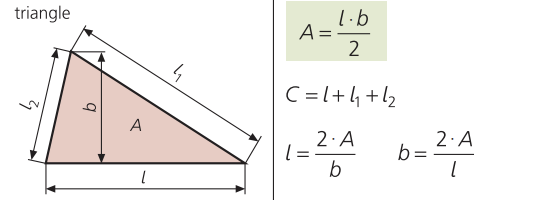 triangle
l₁
l₂
b
A
l
A = l · b / 2
C = l + l₁ + l₂
l = 2 · A / b
b = 2 · A / l